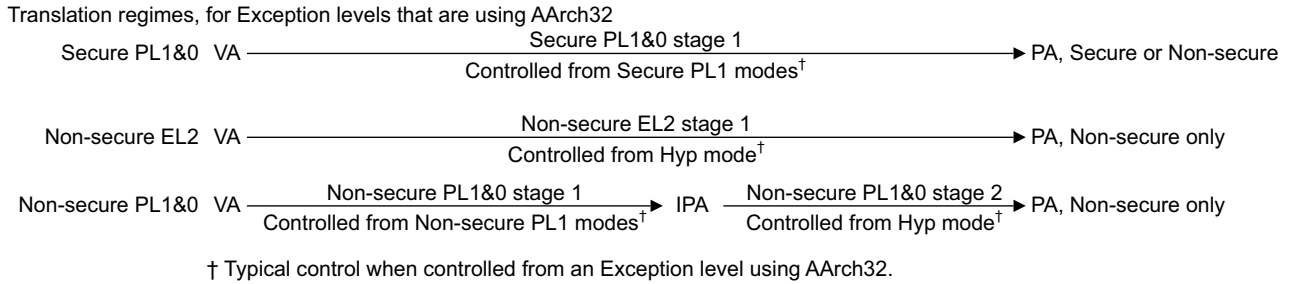 Translation regimes, for Exception levels that are using AArch32
Secure PL1&0 VA Secure PL1&0 stage 1 PA, Secure or Non-secure
Controlled from Secure PL1 modes†
Non-secure EL2 VA Non-secure EL2 stage 1 PA, Non-secure only
Controlled from Hyp mode†
Non-secure PL1&0 VA Non-secure PL1&0 stage 1 IPA Non-secure PL1&0 stage 2 PA, Non-secure only
Controlled from Non-secure PL1 modes† Controlled from Hyp mode†
† Typical control when controlled from an Exception level using AArch32.